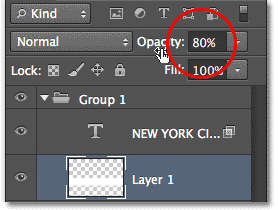 Kind
Normal Opacity: 80%
Lock: Fill: 100%
Group 1
T NEW YORK CI...
Layer 1